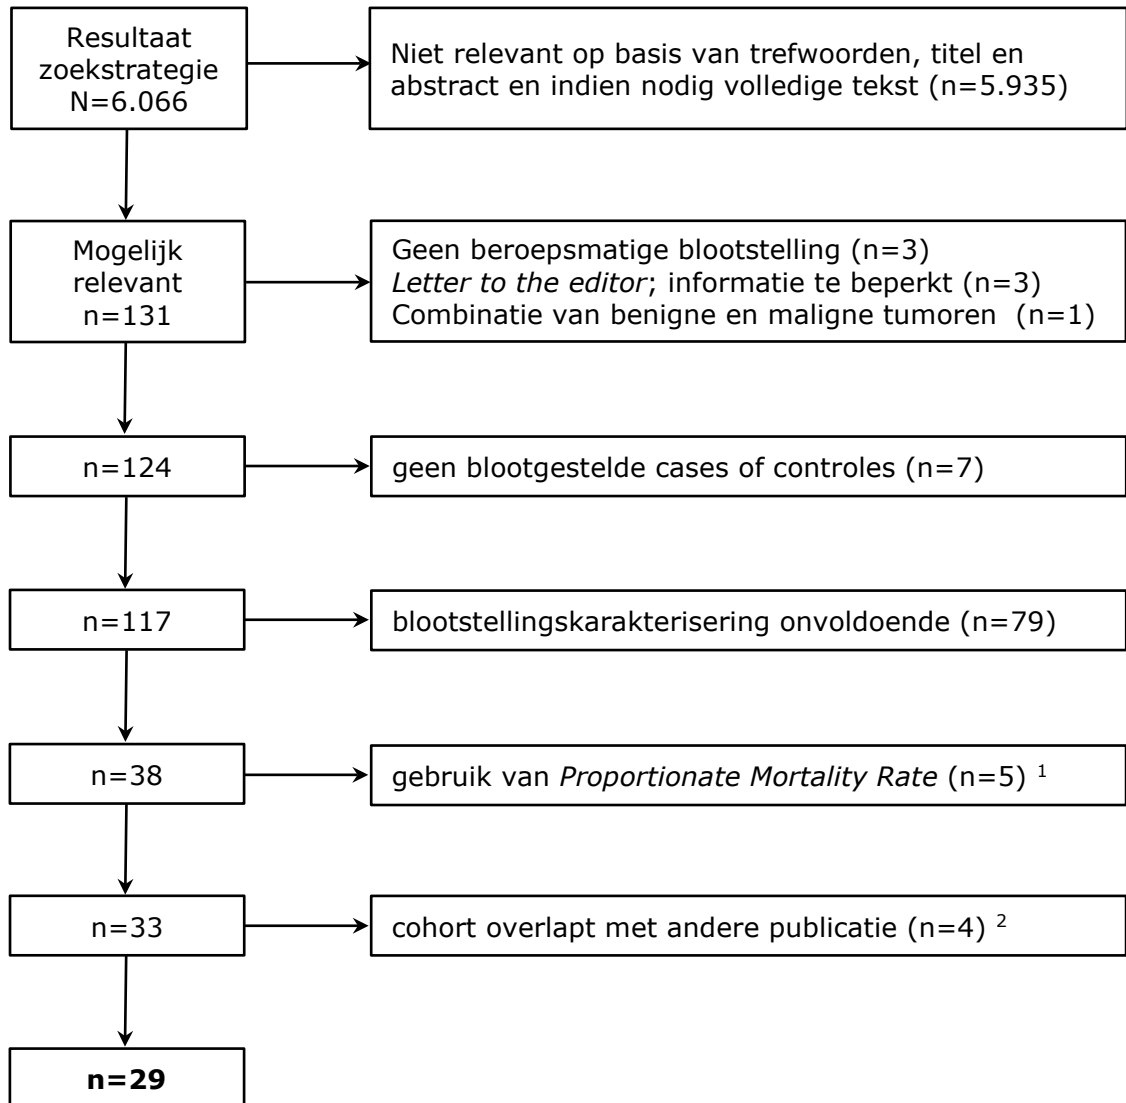 Resultaat
zoekstrategie
N=6.066
Niet relevant op basis van trefwoorden, titel en
abstract en indien nodig volledige tekst (n=5.935)
Mogelijk
relevant
n=131
Geen beroepsmatige blootstelling (n=3)
Letter to the editor; informatie te beperkt (n=3)
Combinatie van benigne en maligne tumoren (n=1)
n=124
geen blootgestelde cases of controles (n=7)
n=117
blootstellingskarakterisering onvoldoende (n=79)
n=38
gebruik van Proportionate Mortality Rate (n=5) 1
n=33
cohort overlapt met andere publicatie (n=4) 2
n=29